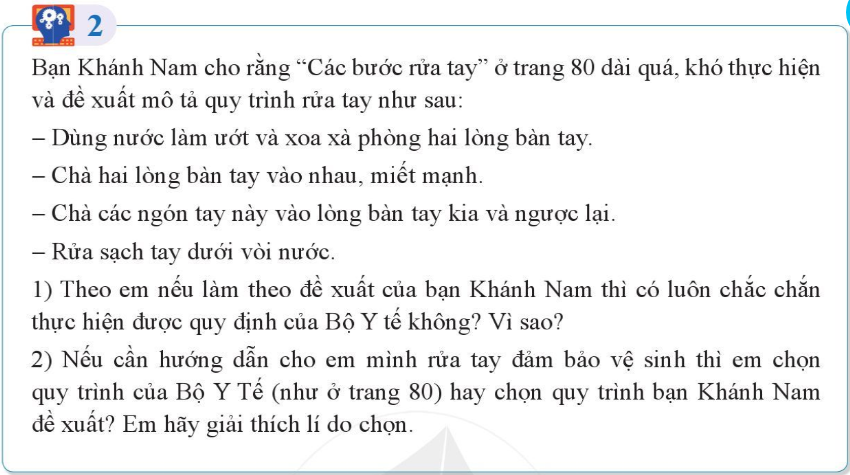 2
Bạn Khánh Nam cho rằng “Các bước rửa tay” ở trang 80 dài quá, khó thực hiện
và đề xuất mô tả quy trình rửa tay như sau:
– Dùng nước làm ướt và xoa xà phòng hai lòng bàn tay.
– Chà hai lòng bàn tay vào nhau, miết mạnh.
– Chà các ngón tay này vào lòng bàn tay kia và ngược lại.
– Rửa sạch tay dưới vòi nước.
1) Theo em nếu làm theo đề xuất của bạn Khánh Nam thì có luôn chắc chắn
thực hiện được quy định của Bộ Y tế không? Vì sao?
2) Nếu cần hướng dẫn cho em mình rửa tay đảm bảo vệ sinh thì em chọn
quy trình của Bộ Y Tế (như ở trang 80) hay chọn quy trình bạn Khánh Nam
đề xuất? Em hãy giải thích lí do chọn.